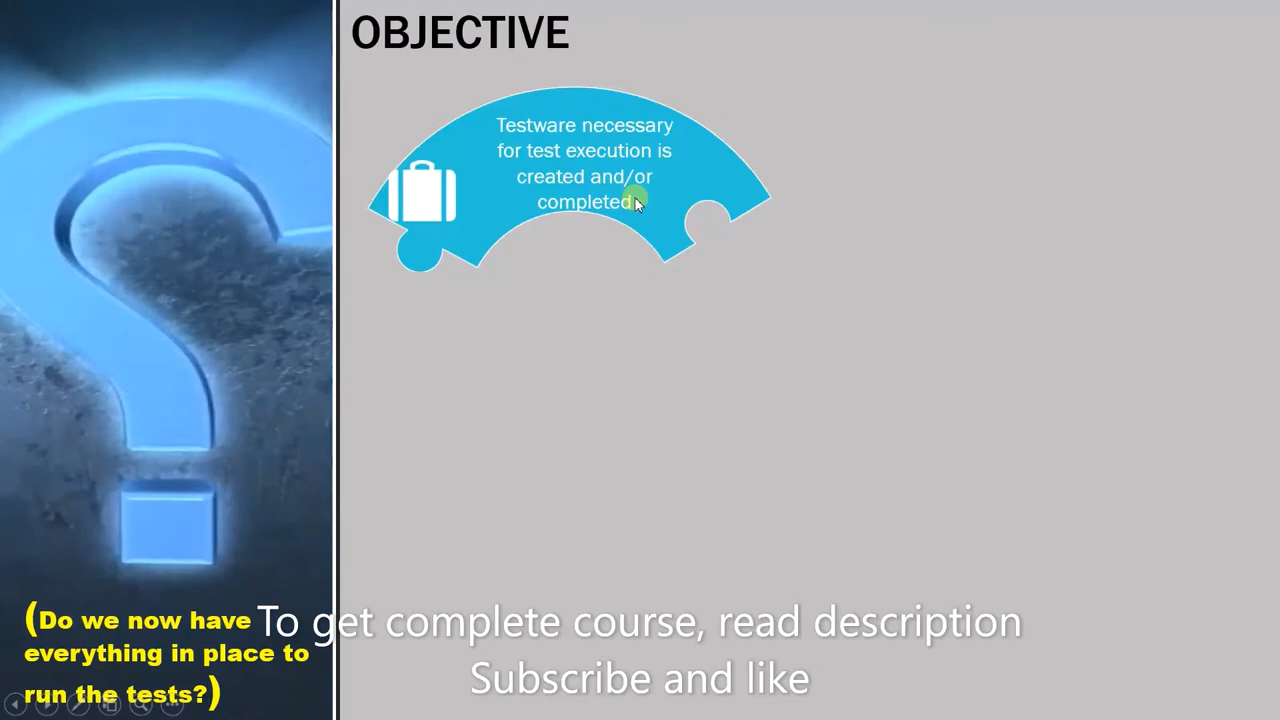 OBJECTIVE
Testware necessary
for test execution is
created and/or
completed
(Do we now have
everything in place to
run the tests?)
To get complete course, read description
Subscribe and like